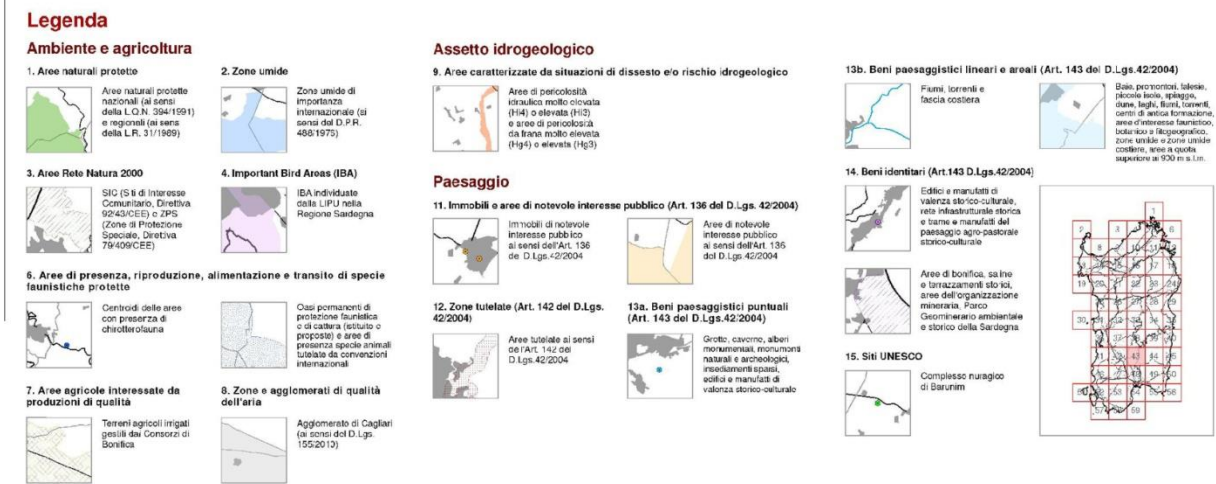 Legenda
Ambiente e agricoltura
1. Aree naturali protette
Aree naturali protette
nazionali (ai sensi
della L.Q.N. 394/1991)
e regionali (ai sensi
della L.R. 31/1989)
2. Zone umide
Zone umide di
importanza
internazionale (ai
sensi del D.P.R.
488/1976)
3. Aree Rete Natura 2000
SIC (Siti di Interesse
Comunitario, Direttiva
92/43/CEE) e ZPS
(Zone di Protezione
Speciale, Direttiva
79/409/CEE)
4. Important Bird Areas (IBA)
IBA individuate
dalla LIPU nella
Regione Sardegna
6. Aree di presenza, riproduzione, alimentazione e transito di specie
faunistiche protette
Centroidi delle aree
con presenza di
chirotterofauna
Oasi permanenti di
protezione faunistica
e di cattura (istituite e
proposte) e aree di
presenza specie animali
tutelate da convenzioni
internazionali
7. Aree agricole interessate da
produzioni di qualità
Terreni agricoli irrigati
gestiti dai Consorzi di
Bonifica
8. Zone e agglomerati di qualità
dell'aria
Agglomerato di Cagliari
(ai sensi del D.Lgs.
155/2010)
Assetto idrogeologico
9. Aree caratterizzate da situazioni di dissesto e/o rischio idrogeologico
Aree di pericolosità
idraulica molto elevata
(Hi4) o elevata (Hi3)
e aree di pericolosità
da frana molto elevata
(Hg4) o elevata (Hg3)
Paesaggio
11. Immobili e aree di notevole interesse pubblico (Art. 136 del D.Lgs. 42/2004)
Immobili di notevole
interesse pubblico
ai sensi dell'Art. 136
del D.Lgs.42/2004
Aree di notevole
interesse pubblico
ai sensi dell'Art. 136
del D.Lgs.42/2004
12. Zone tutelate (Art. 142 del D.Lgs.
42/2004)
Aree tutelate ai sensi
dell'Art. 142 del
D.Lgs.42/2004
13a. Beni paesaggistici puntuali
(Art. 143 del D.Lgs.42/2004)
Grotte, caverne, alberi
monumentali, monumenti
naturali e archeologici,
insediamenti sparsi,
edifici e manufatti di
valenza storico-culturale
13b. Beni paesaggistici lineari e areali (Art. 143 del D.Lgs.42/2004)
Fiumi, torrenti e
fascia costiera
Baie, promontori, falesie,
piccole isole, spiagge,
dune, laghi, fiumi, torrenti,
centri di antica formazione,
aree d'interesse faunistico,
botanico e fitogeografico,
zone umide e zone umide
costiere, aree a quota
superiore ai 900 m s.l.m.
14. Beni identitari (Art.143 D.Lgs.42/2004)
Edifici e manufatti di
valenza storico-culturale,
rete infrastrutturale storica
e trame e manufatti del
paesaggio agro-pastorale
storico-culturale
Aree di bonifica, saline
e terrazzamenti storici,
aree dell'organizzazione
mineraria, Parco
Geominerario ambientale
e storico della Sardegna
15. Siti UNESCO
Complesso nuragico
di Barunim
1
2 3 6
43